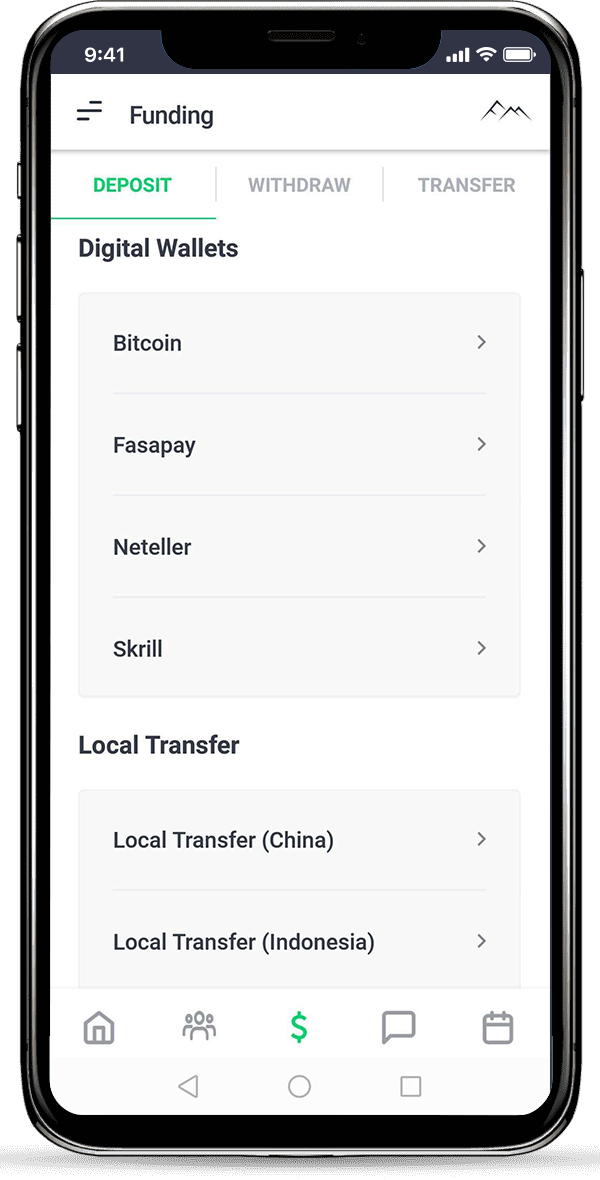 9:41
Funding
DEPOSIT
WITHDRAW
TRANSFER
Digital Wallets
Bitcoin
Fasapay
Neteller
Skrill
Local Transfer
Local Transfer (China)
Local Transfer (Indonesia)
$